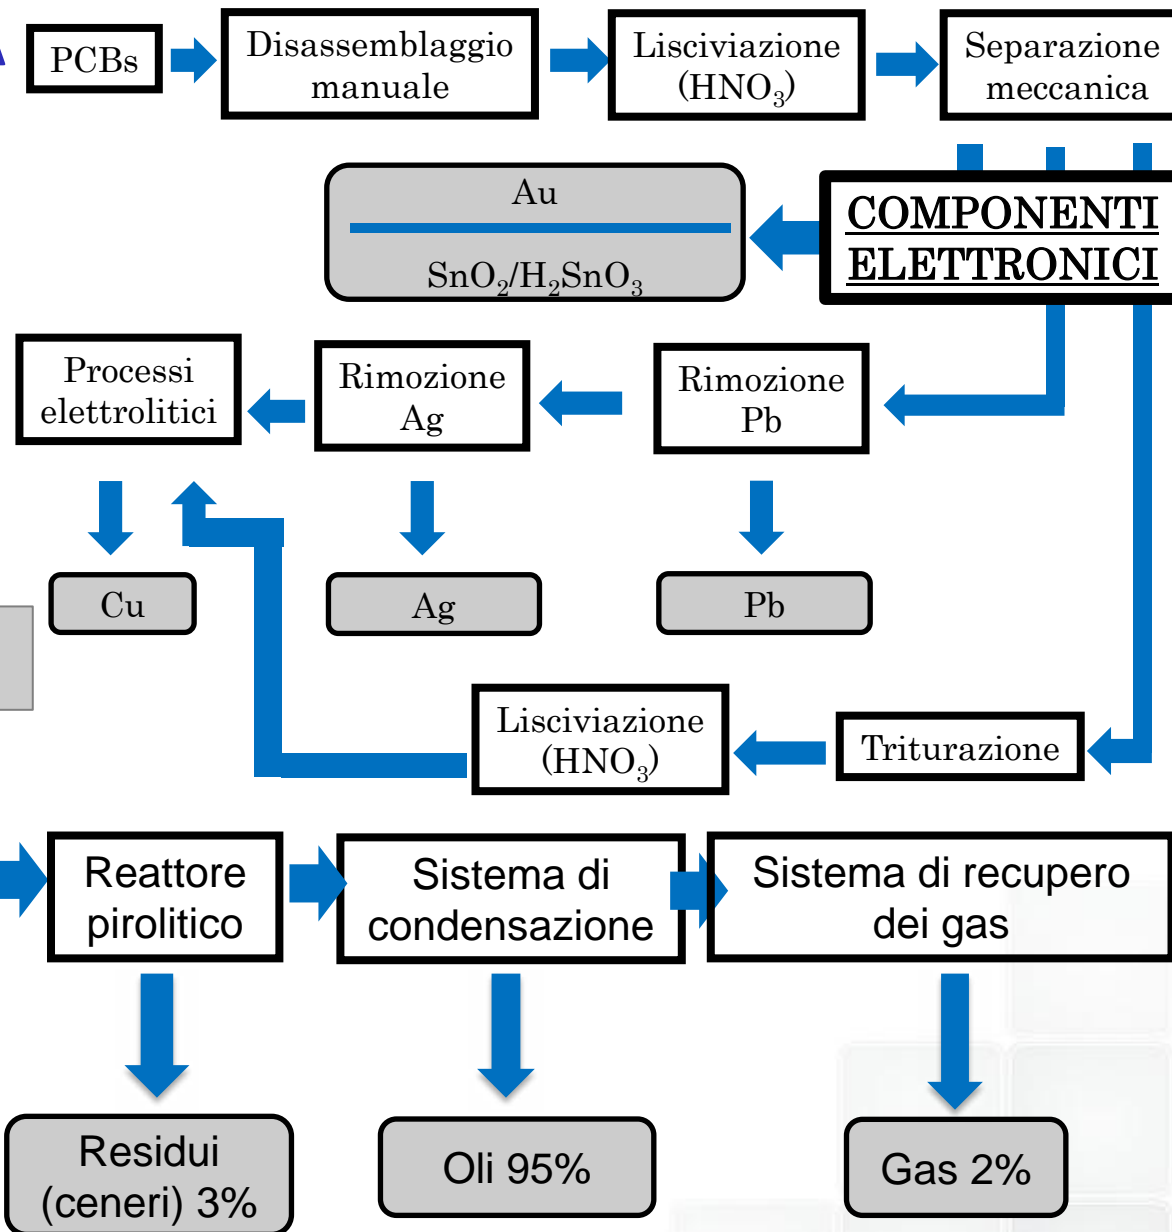 PCBs
Disassemblaggio
manuale
Lisciviazione
(HNO₃)
Separazione
meccanica
Au
SnO₂/H₂SnO₃
COMPONENTI
ELETTRONICI
Processi
elettrolitici
Rimozione
Ag
Rimozione
Pb
Cu
Ag
Pb
Lisciviazione
(HNO₃)
Triturazione
Reattore
pirolitico
Sistema di
condensazione
Sistema di recupero
dei gas
Residui
(ceneri) 3%
Oli 95%
Gas 2%